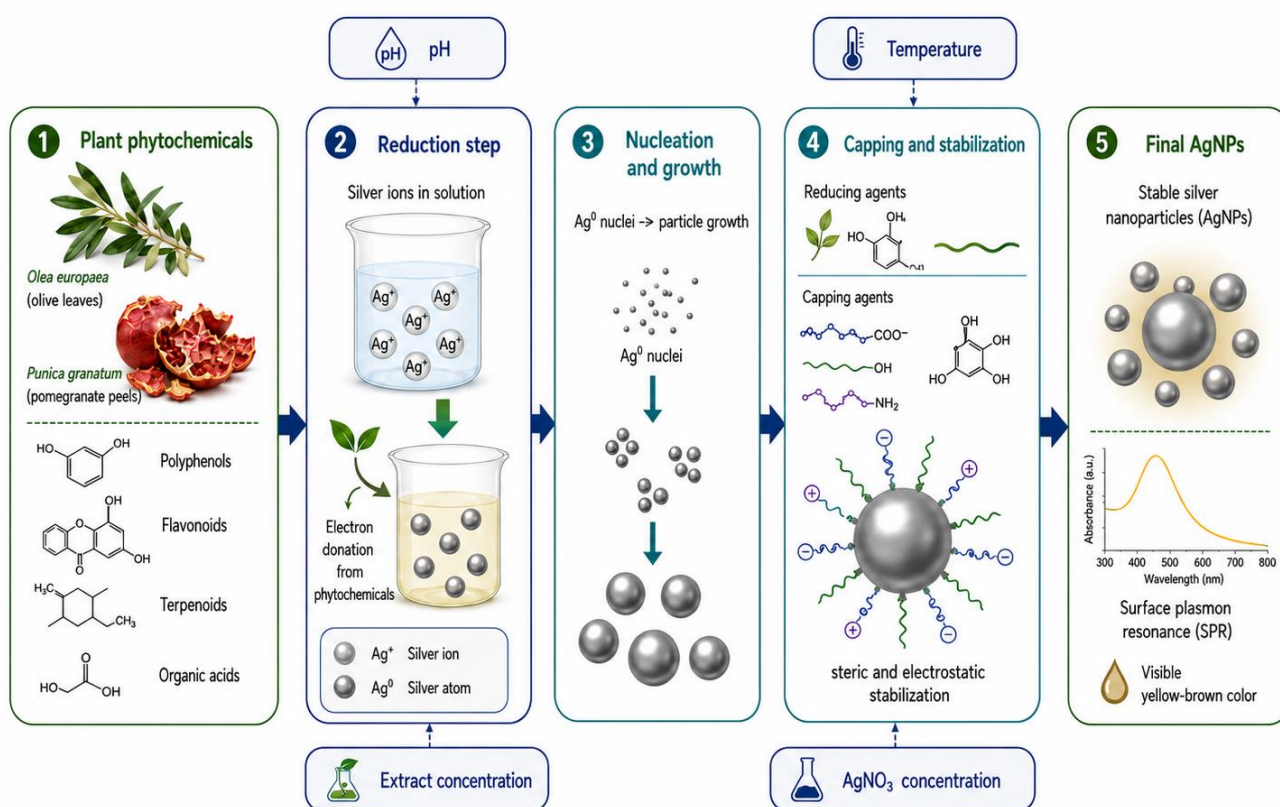 pH
pH
Temperature
1
Plant phytochemicals
Olea europaea
(olive leaves)
Punica granatum
(pomegranate peels)
HO
OH
Polyphenols
OH
O
O
OH
Flavonoids
H₃C
CH₃
Terpenoids
O
HO
OH
Organic acids
2
Reduction step
Silver ions in solution
Ag⁺
Ag⁺
Ag⁺
Ag⁺
Ag⁺
Ag⁺
Electron
donation
from
phytochemicals
Ag⁺ Silver ion
Ag⁰ Silver atom
3
Nucleation
and growth
Ag⁰ nuclei --> particle growth
Ag⁰ nuclei
4
Capping and stabilization
Reducing agents
HO
Capping agents
COO⁻
OH
NH₂
OH
OH
HO
OH
−
+
+
−
−
+
−
steric and electrostatic
stabilization
5
Final AgNPs
Stable silver
nanoparticles (AgNPs)
Absorbance (a.u.)
300 400 500 600 700 800
Wavelength (nm)
Surface plasmon
resonance (SPR)
Visible
yellow-brown color
Extract concentration
AgNO₃ concentration